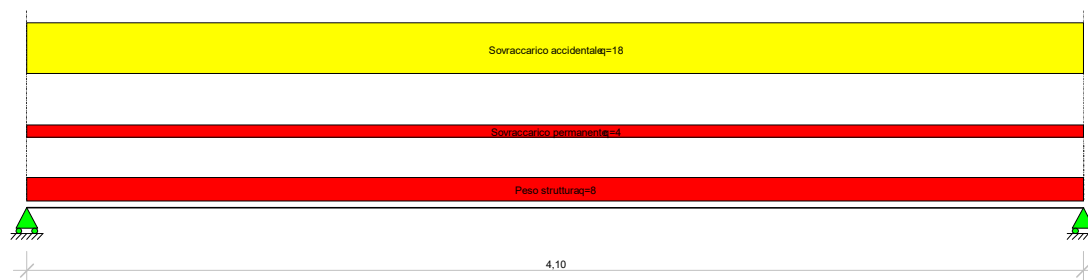 Sovraccarico accidentaleq=18
Sovraccarico permanenteq=4
Peso strutturaq=8
4,10